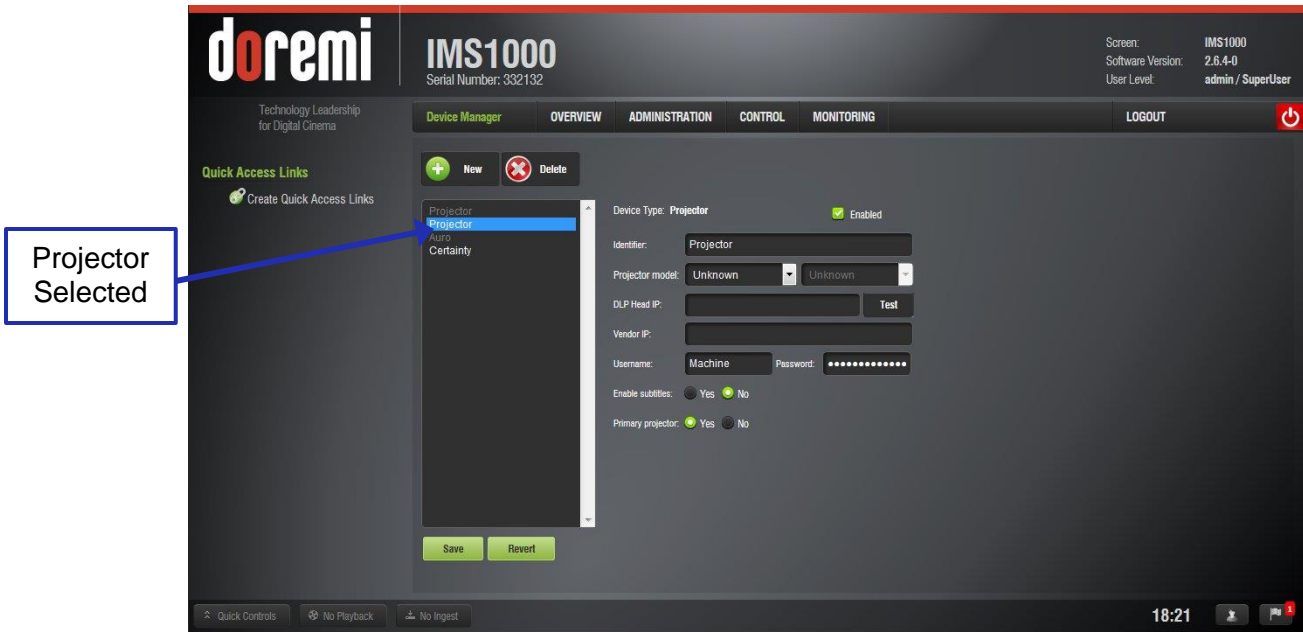 doremi
IMS1000
Serial Number: 332132
Screen: IMS1000
Software Version: 2.6.4-0
User Level: admin / SuperUser
Technology Leadership
for Digital Cinema
Device Manager OVERVIEW ADMINISTRATION CONTROL MONITORING LOGOUT
Quick Access Links
Create Quick Access Links
New Delete
Projector
Projector
Auro
Certainty
Projector
Selected
Device Type: Projector Enabled
Identifier: Projector
Projector model: Unknown Unknown
DLP Head IP: Test
Vendor IP:
Username: Machine Password: •••••••••••••
Enable subtitles: Yes No
Primary projector: Yes No
Save Revert
Quick Controls No Playback No Ingest 18:21 1